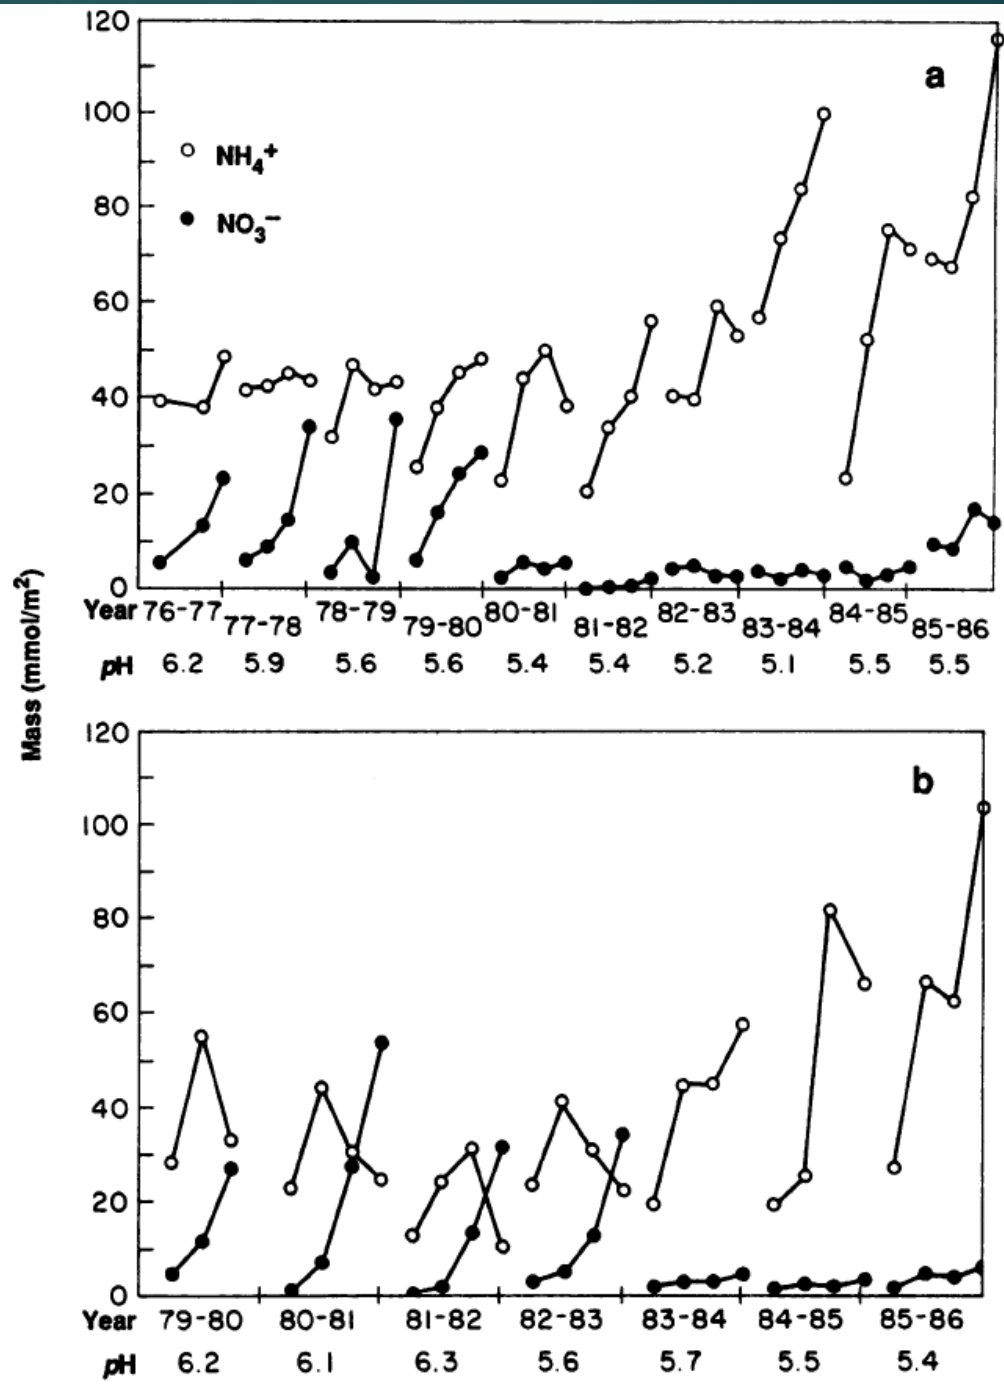 Mass (mmol/m²)
a
120
100
80
60
40
20
0
NH₄⁺
NO₃⁻
Year 76-77 77-78 78-79 79-80 80-81 81-82 82-83 83-84 84-85 85-86
pH 6.2 5.9 5.6 5.6 5.4 5.4 5.2 5.1 5.5 5.5
b
120
100
80
60
40
20
0
Year 79-80 80-81 81-82 82-83 83-84 84-85 85-86
pH 6.2 6.1 6.3 5.6 5.7 5.5 5.4